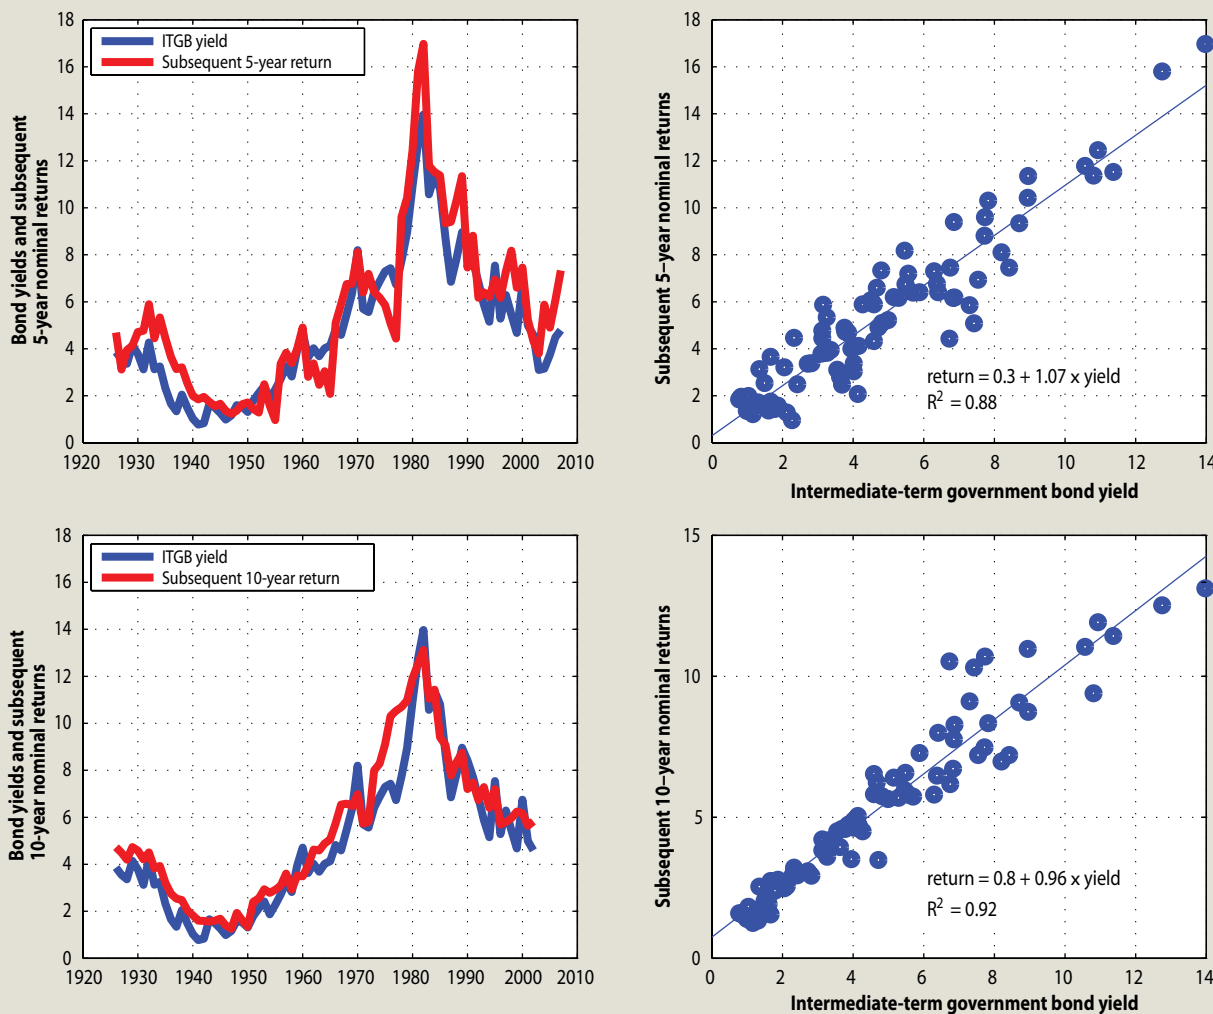 18
16
14
12
10
8
6
4
2
0
Bond yields and subsequent
5-year nominal returns
ITGB yield
Subsequent 5-year return
1920 1930 1940 1950 1960 1970 1980 1990 2000 2010
18
16
14
12
10
8
6
4
2
0
Subsequent 5–year nominal returns
return = 0.3 + 1.07 x yield
R² = 0.88
0 2 4 6 8 10 12 14
Intermediate-term government bond yield
18
16
14
12
10
8
6
4
2
0
Bond yields and subsequent
10-year nominal returns
ITGB yield
Subsequent 10-year return
1920 1930 1940 1950 1960 1970 1980 1990 2000 2010
15
10
5
0
Subsequent 10–year nominal returns
return = 0.8 + 0.96 x yield
R² = 0.92
0 2 4 6 8 10 12 14
Intermediate-term government bond yield